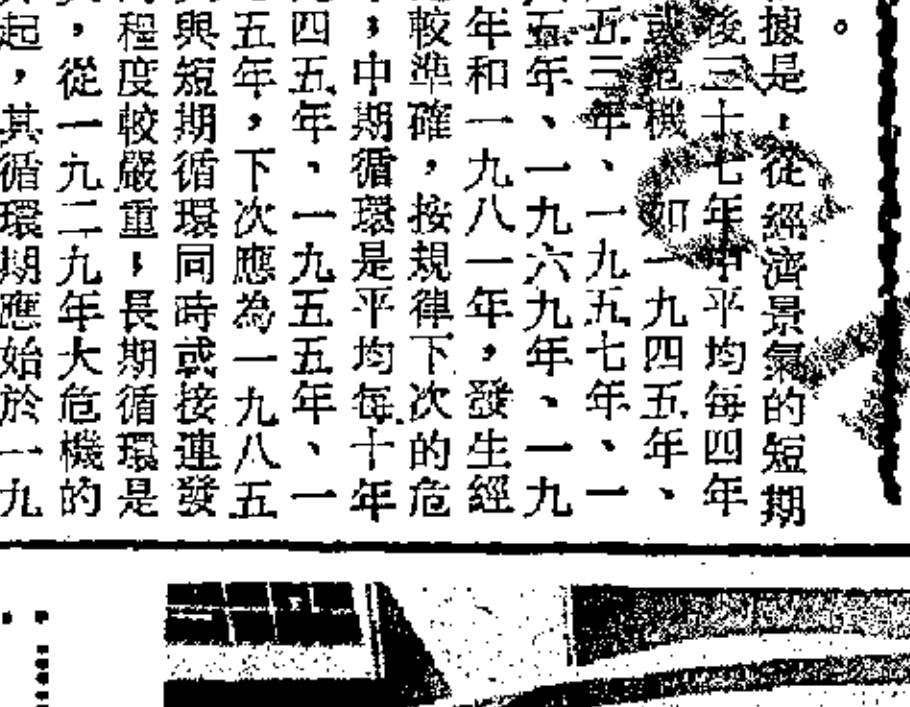 。
據是，從經濟景氣的短期
後三十七年中平均每四年
或危機如一九四五年、
五三年、一九五七年、一
五年、一九六九年、一九
年和一九八一年，發生經
較準確，按規律下次的危
，中期循環是平均每十年
四五年、一九五五年、一
五年，下次應為一九八五
與短期循環同時或接連發
程度較嚴重；長期循環是
，從一九二九年大危機的
起，其循環期應始於一九